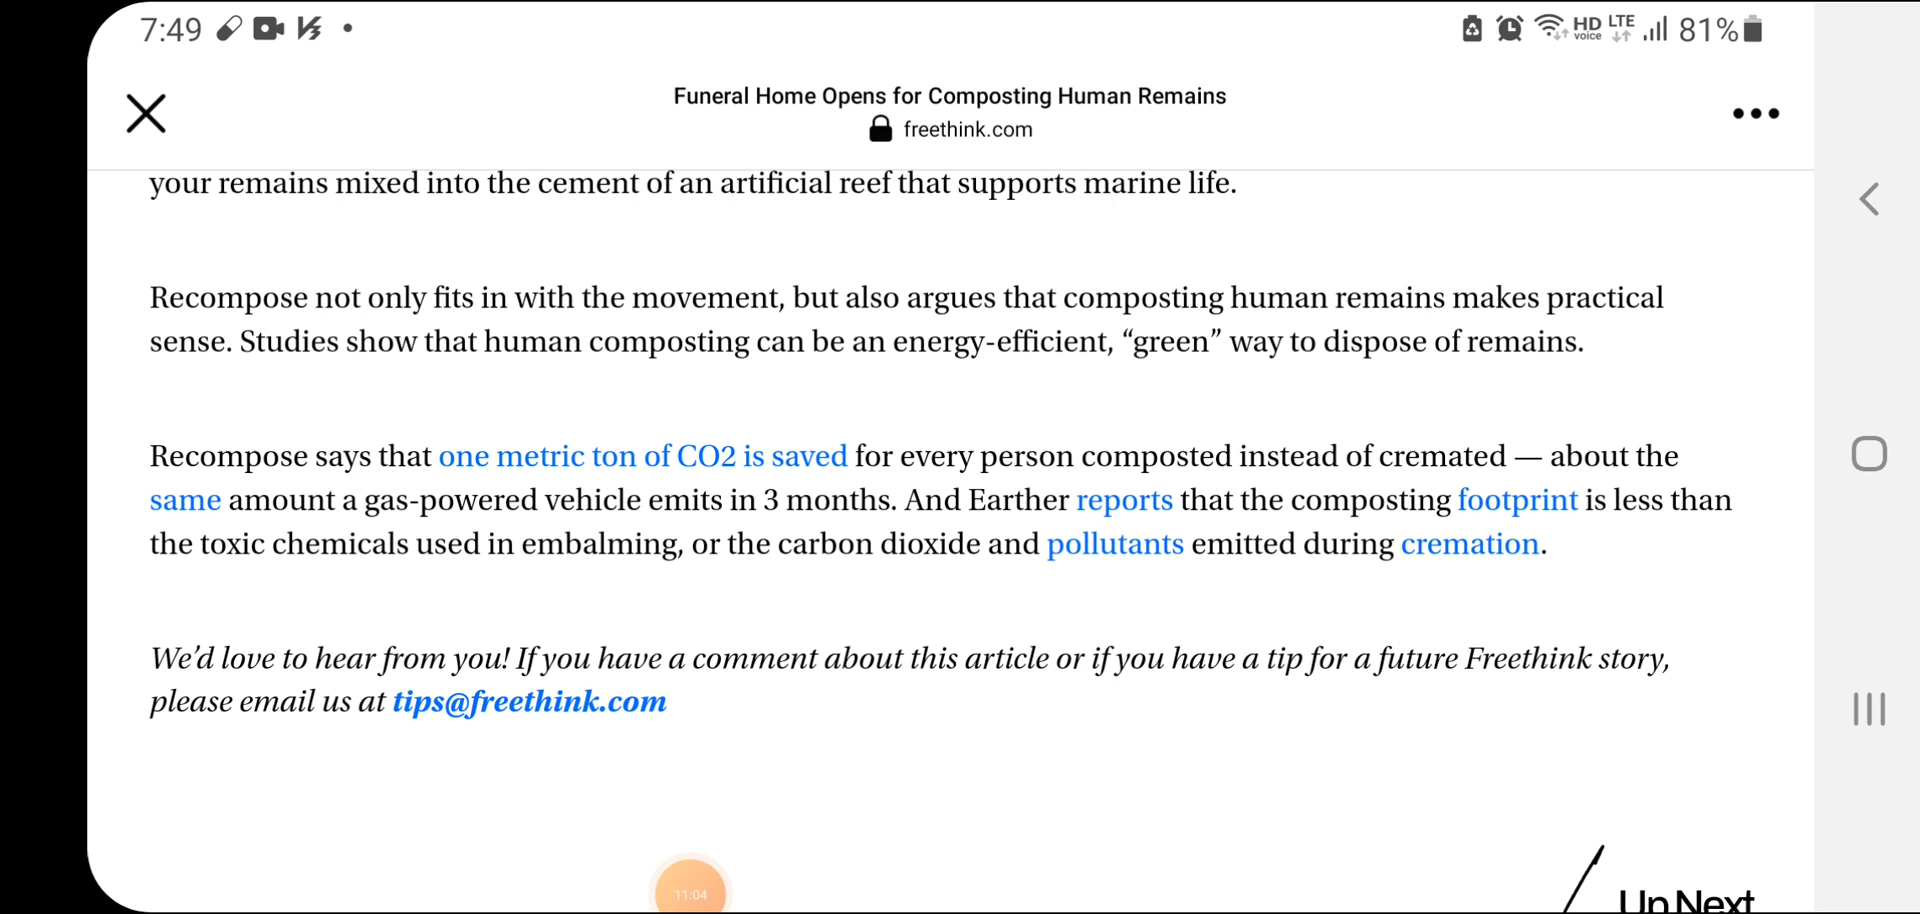 7:49
HD voice LTE 81%
Funeral Home Opens for Composting Human Remains
freethink.com
your remains mixed into the cement of an artificial reef that supports marine life.
Recompose not only fits in with the movement, but also argues that composting human remains makes practical
sense. Studies show that human composting can be an energy-efficient, “green” way to dispose of remains.
Recompose says that one metric ton of CO2 is saved for every person composted instead of cremated — about the
same amount a gas-powered vehicle emits in 3 months. And Earther reports that the composting footprint is less than
the toxic chemicals used in embalming, or the carbon dioxide and pollutants emitted during cremation.
We’d love to hear from you! If you have a comment about this article or if you have a tip for a future Freethink story,
please email us at tips@freethink.com
11:04
Up Next